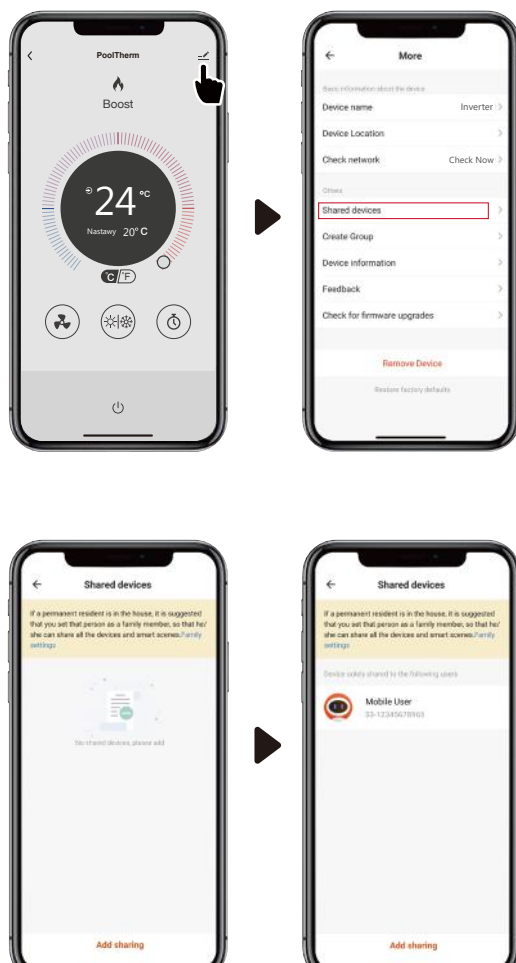 PoolTherm
Boost
24 °C
Nastawy 20°C
°C/°F
More
Basic information about the device
Device name Inverter
Device Location
Check network Check Now
Others
Shared devices
Create Group
Device information
Feedback
Check for firmware upgrades
Remove Device
Restore factory defaults
Shared devices
If a permanent resident is in the house, it is suggested
that you set that person as a family member, so that he/
she can share all the devices and smart scenes.Family
settings
No shared devices, please add
Add sharing
Shared devices
If a permanent resident is in the house, it is suggested
that you set that person as a family member, so that he/
she can share all the devices and smart scenes.Family
settings
Device solely shared to the following users
Mobile User
Add sharing